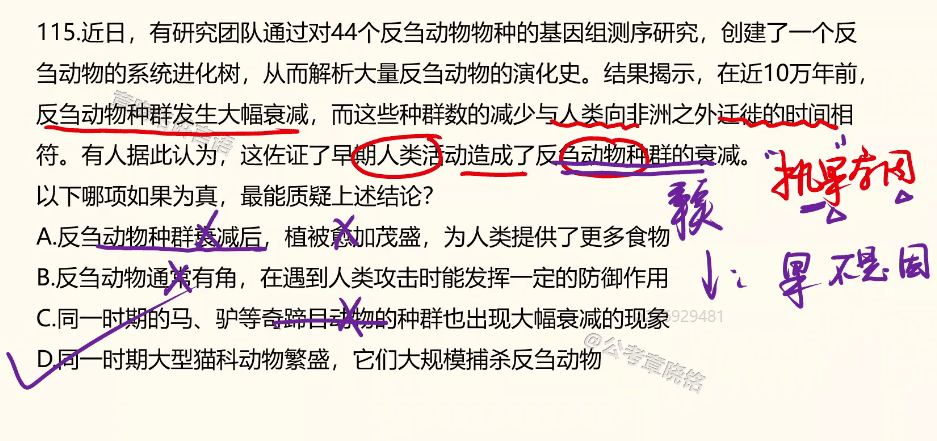 115.近日，有研究团队通过对44个反刍动物物种的基因组测序研究，创建了一个反
刍动物的系统进化树，从而解析大量反刍动物的演化史。结果揭示，在近10万年前，
反刍动物种群发生大幅衰减，而这些种群数的减少与人类向非洲之外迁徙的时间相
符。有人据此认为，这佐证了早期人类活动造成了反刍动物种群的衰减。
"执果索因"
以下哪项如果为真，最能质疑上述结论？
A.反刍动物种群衰减后，植被愈加茂盛，为人类提供了更多食物
B.反刍动物通常有角，在遇到人类攻击时能发挥一定的防御作用
↓：果不是因
C.同一时期的马、驴等奇蹄目动物的种群也出现大幅衰减的现象
6929481
D.同一时期大型猫科动物繁盛，它们大规模捕杀反刍动物
@公考章晓铭